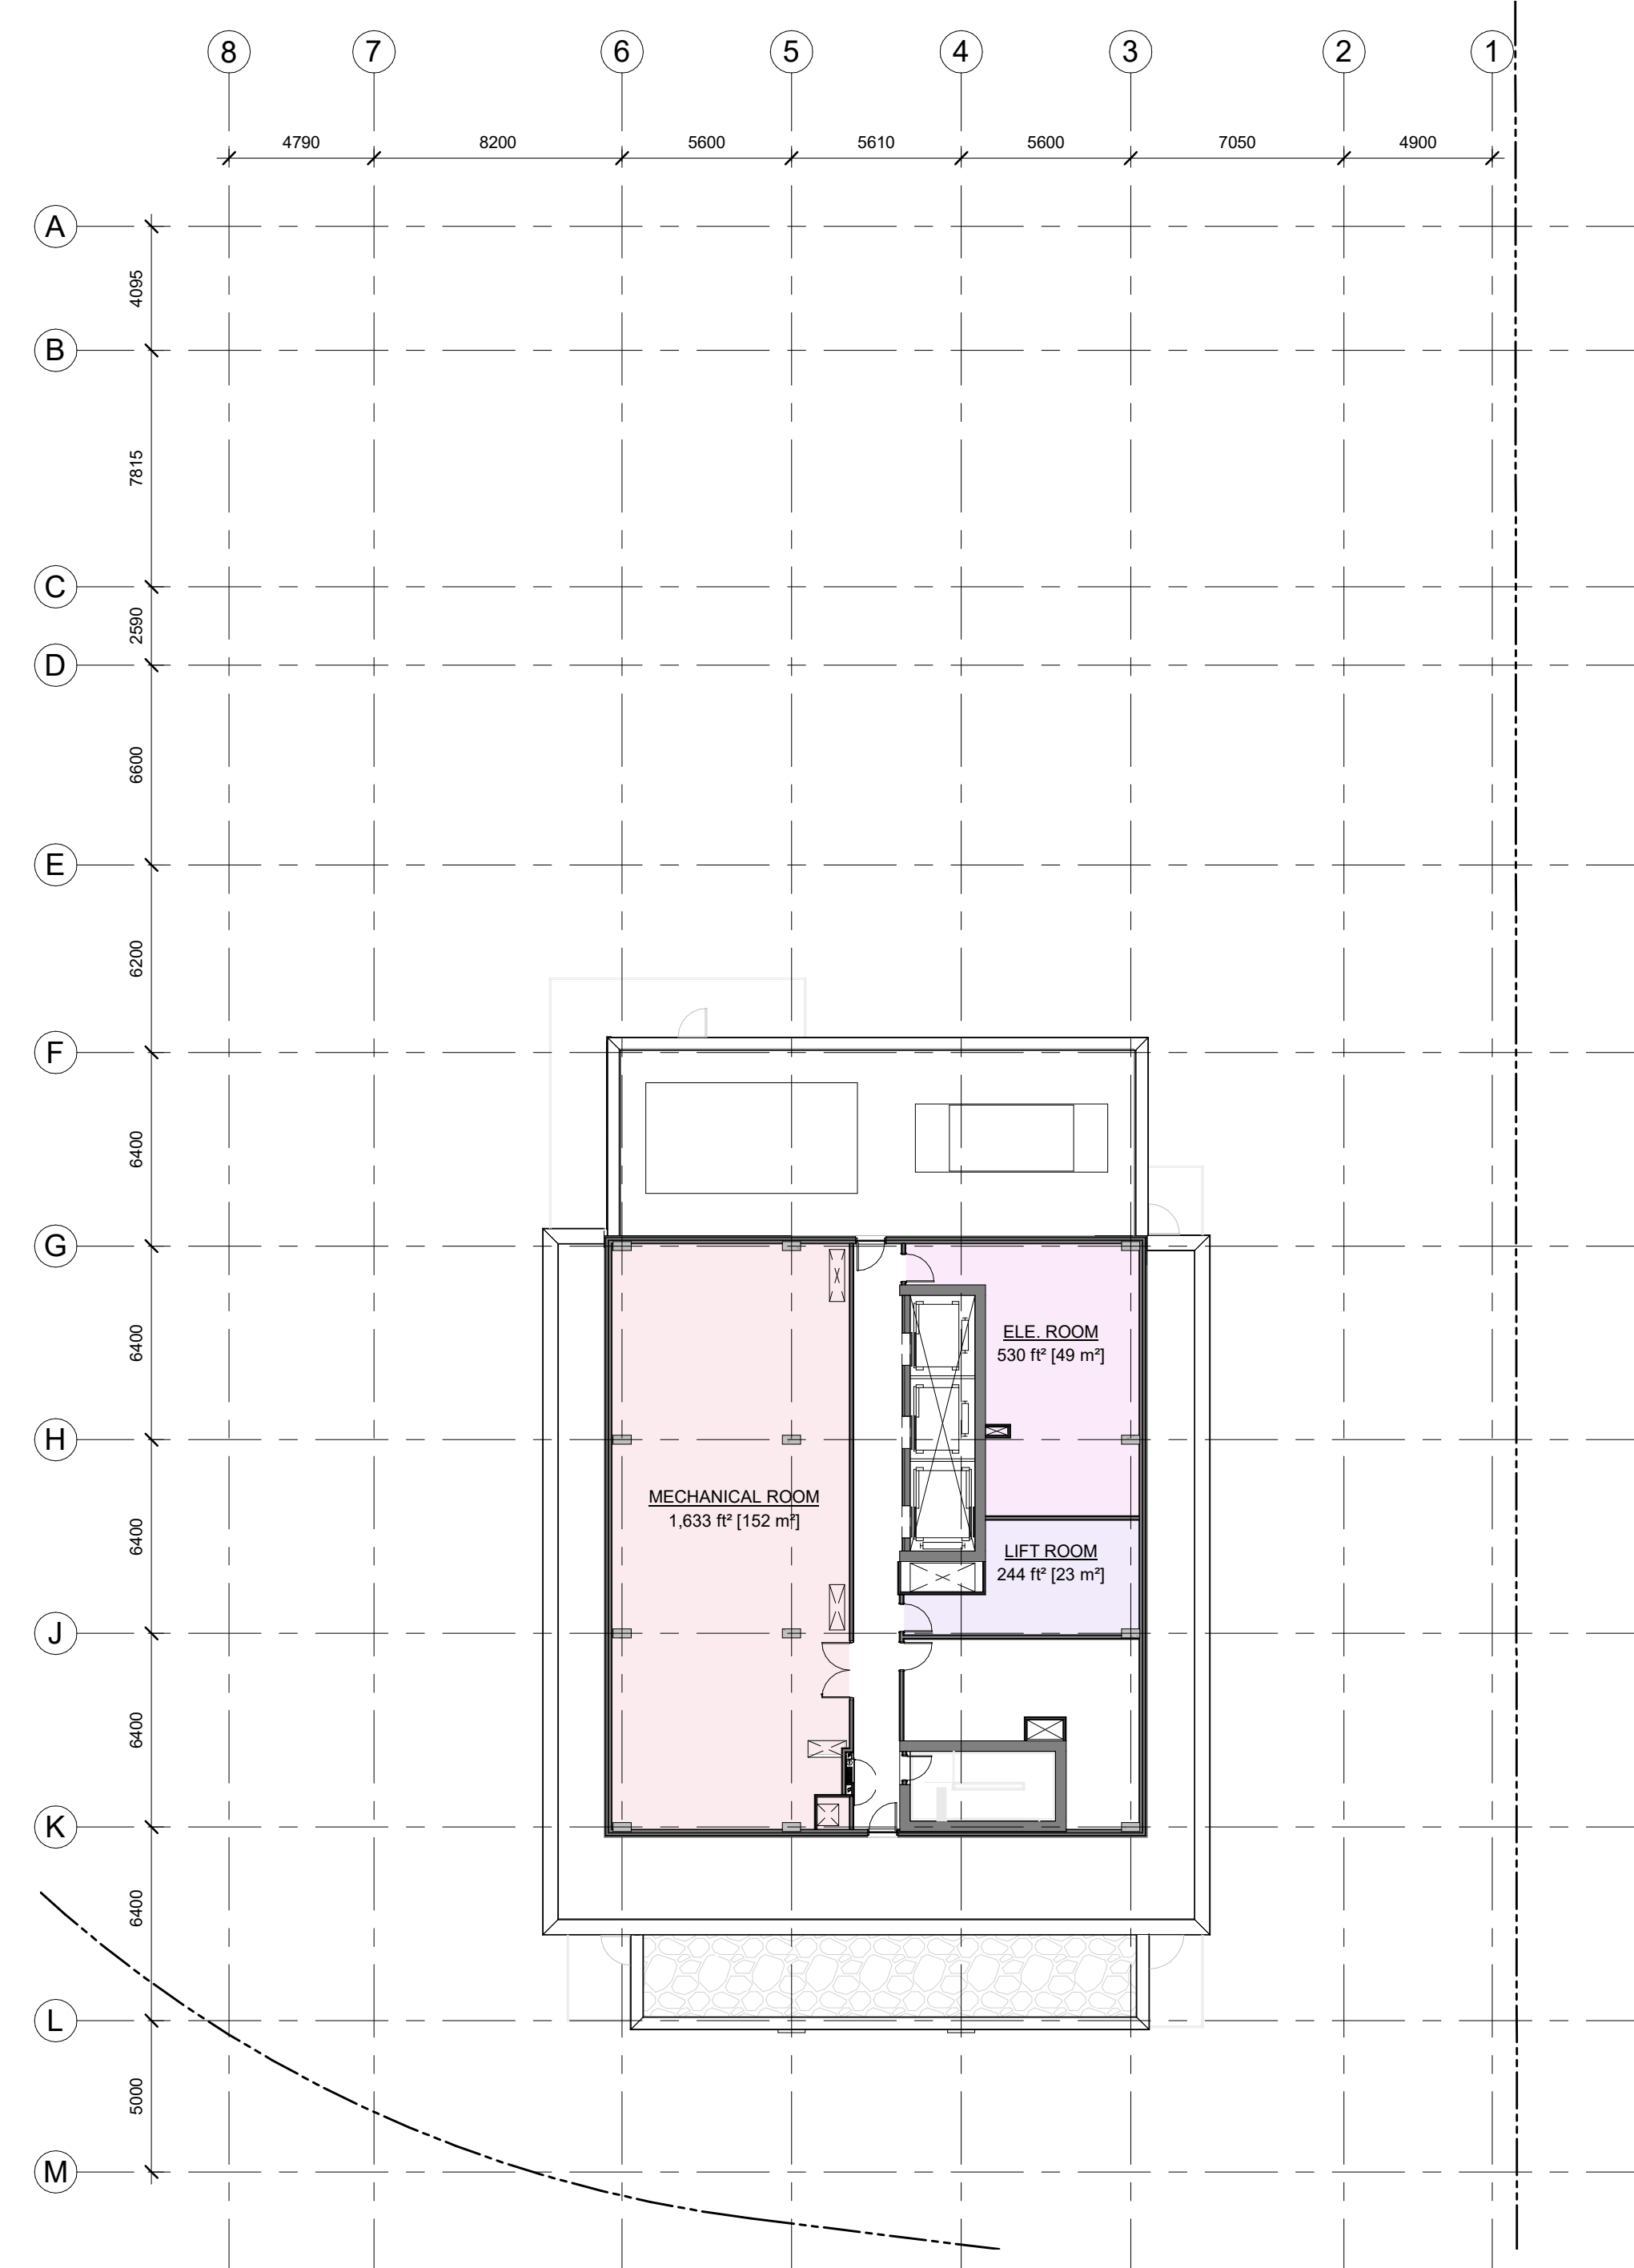 8 7 6 5 4 3 2 1
4790 8200 5600 5610 5600 7050 4900
A
4095
B
7815
C
2590
D
6600
E
6200
F
6400
G
6400
ELE. ROOM
530 ft² [49 m²]
H
MECHANICAL ROOM
1,633 ft² [152 m²]
6400
LIFT ROOM
244 ft² [23 m²]
J
6400
K
6400
L
5000
M